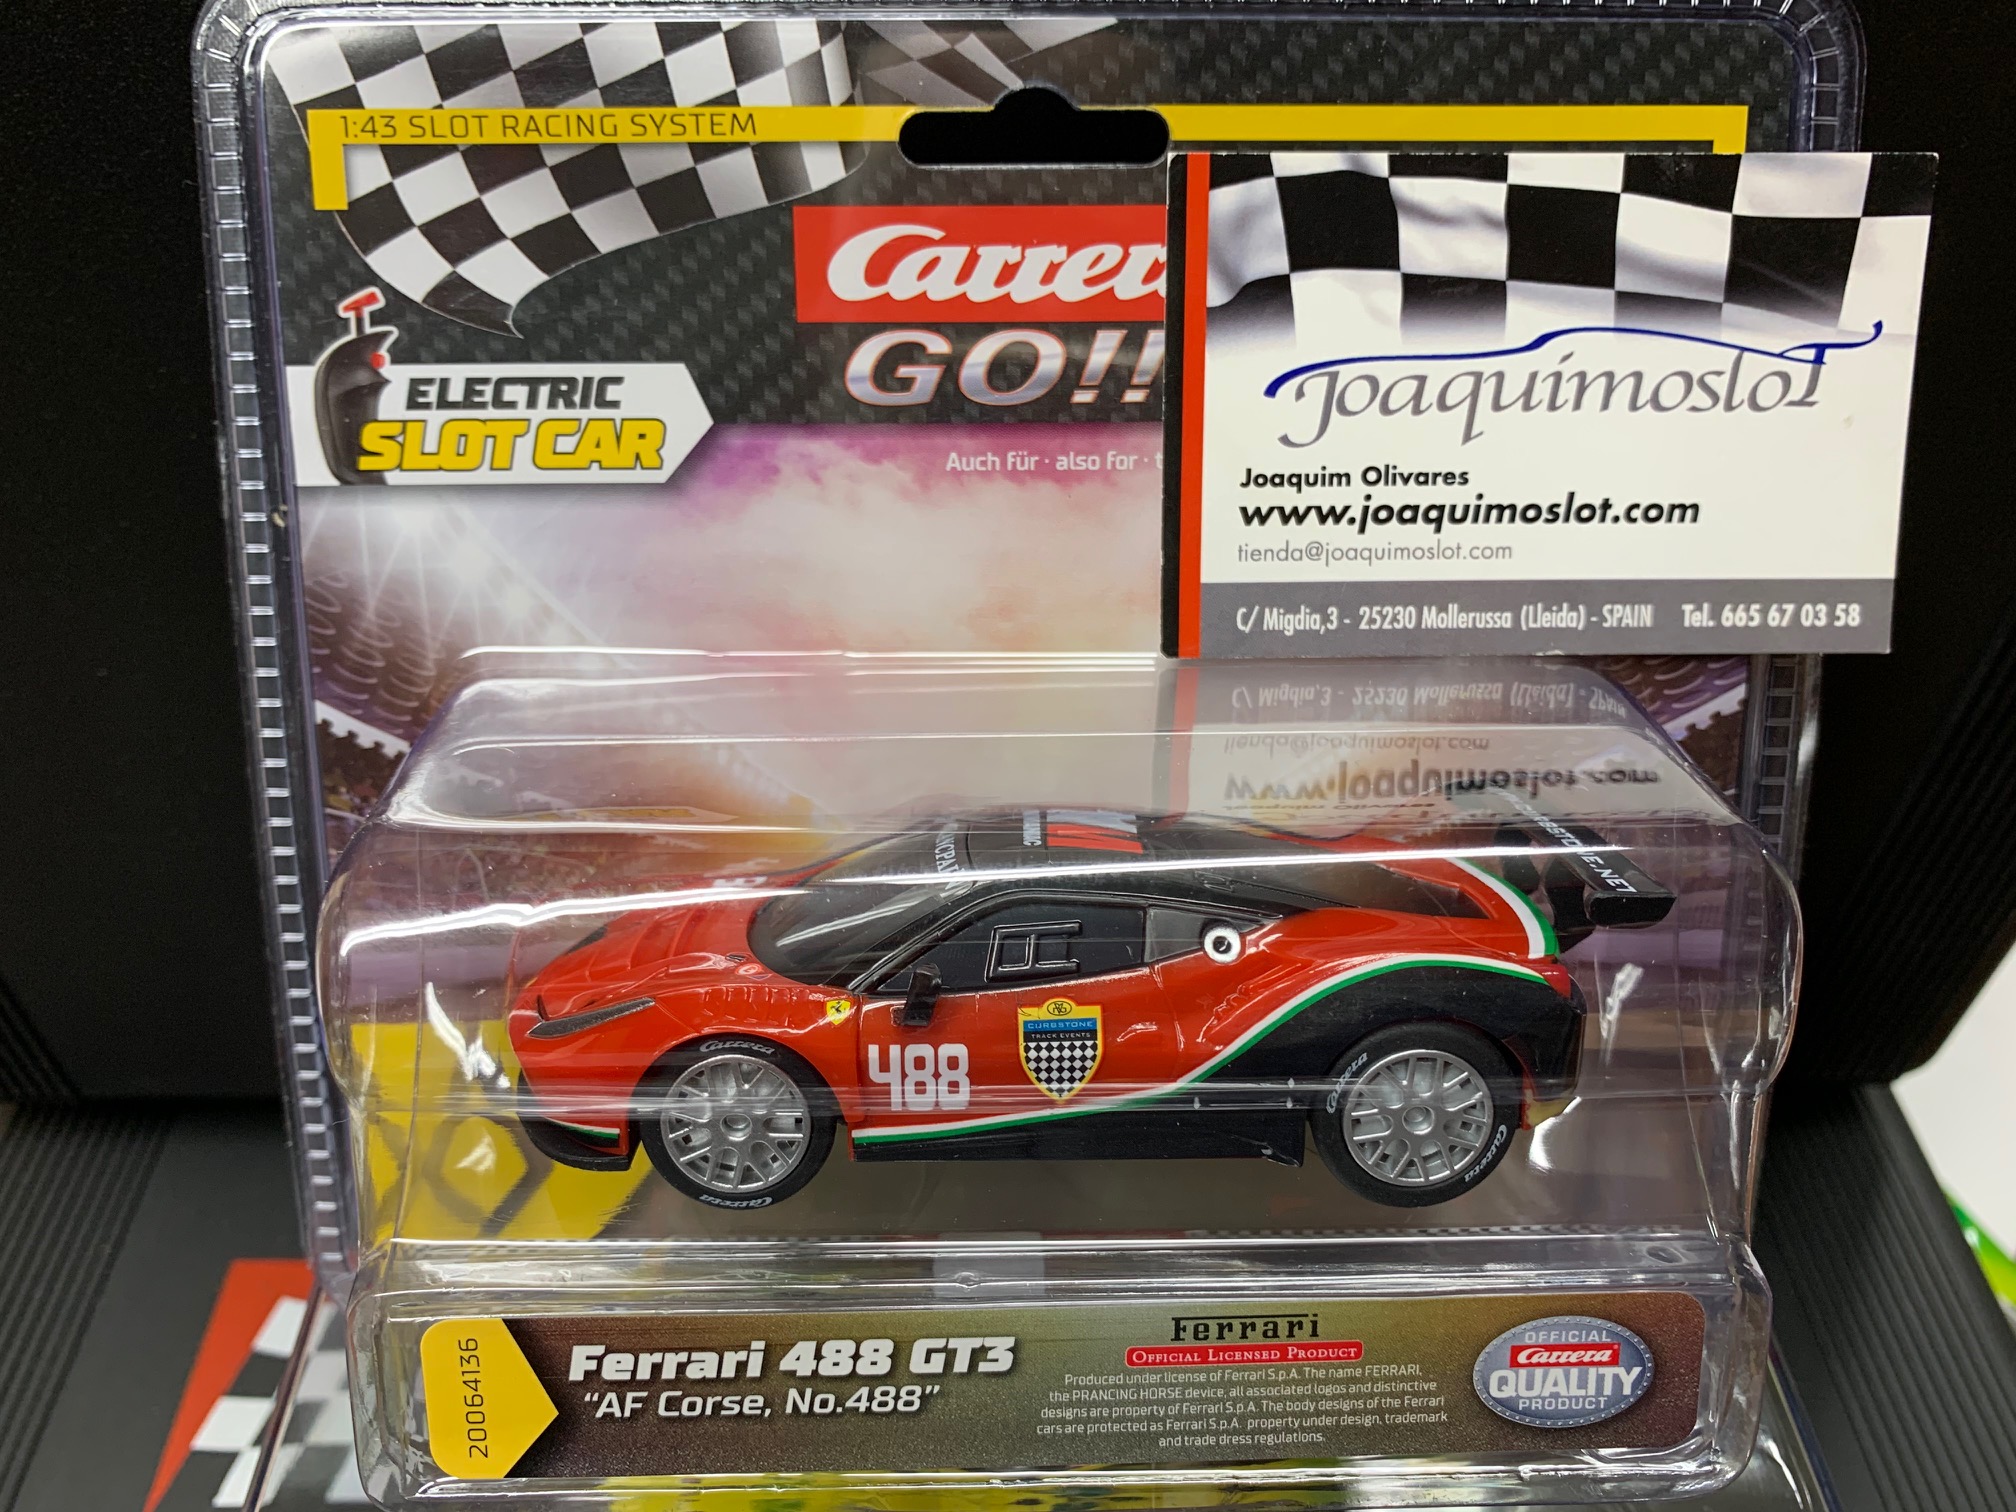 1:43 SLOT RACING SYSTEM
Carrer
GO!!
ELECTRIC
SLOT CAR
Auch für · also for ·
Joaquimoslot
Joaquim Olivares
www.joaquimoslot.com
tienda@joaquimoslot.com
C/ Migdia,3 - 25230 Mollerussa (Lleida) - SPAIN Tel. 665 67 03 58
CURBSTONE
TRACK EVENTS
488
Carrera
Carrera
Carrera
Carrera
20064136
Ferrari 488 GT3
"AF Corse, No.488"
Ferrari
OFFICIAL LICENSED PRODUCT
Produced under license of Ferrari S.p.A. The name FERRARI,
the PRANCING HORSE device, all associated logos and distinctive
designs are property of Ferrari S.p.A. The body designs of the Ferrari
cars are protected as Ferrari S.p.A. property under design, trademark
and trade dress regulations.
OFFICIAL
Carrera
QUALITY
PRODUCT